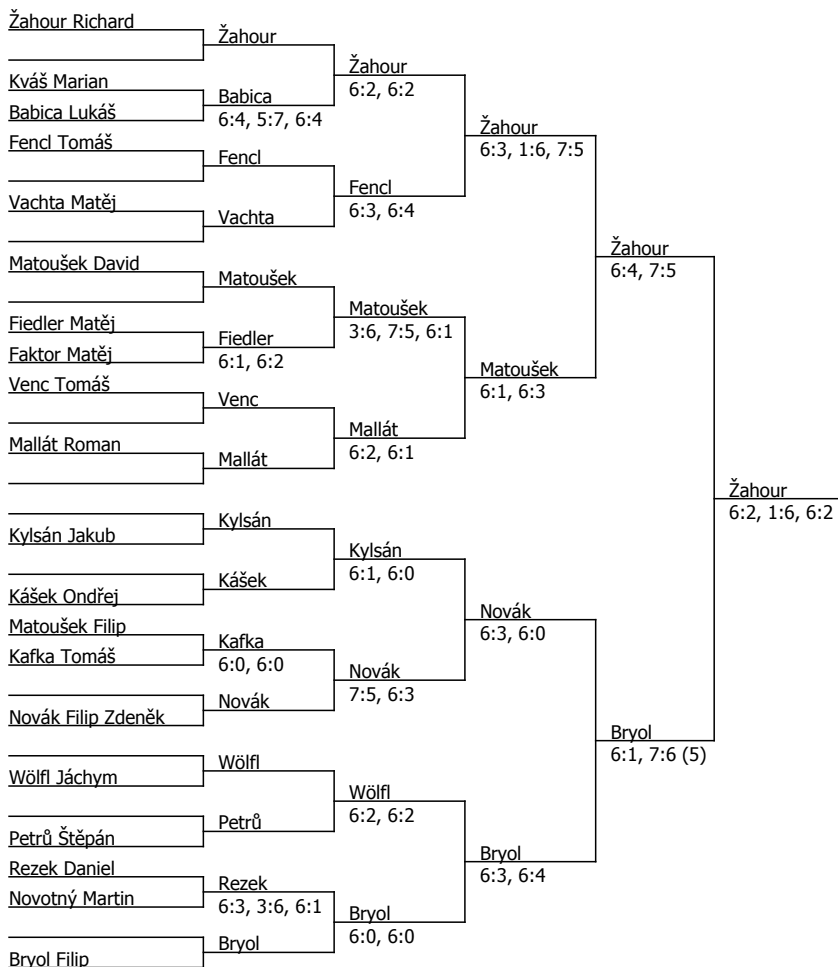 Žahour Richard
Kváš Marian
Babica Lukáš
Fencl Tomáš
Vachta Matěj
Matoušek David
Fiedler Matěj
Faktor Matěj
Venc Tomáš
Mallát Roman
Kylsán Jakub
Kášek Ondřej
Matoušek Filip
Kafka Tomáš
Novák Filip Zdeněk
Wölfl Jáchym
Petrů Štěpán
Rezek Daniel
Novotný Martin
Bryol Filip
Žahour
Babica
6:4, 5:7, 6:4
Fencl
Vachta
Matoušek
Fiedler
6:1, 6:2
Venc
Mallát
Kylsán
Kášek
Kafka
6:0, 6:0
Novák
Wölfl
Petrů
Rezek
6:3, 3:6, 6:1
Bryol
Žahour
6:2, 6:2
Fencl
6:3, 6:4
Matoušek
3:6, 7:5, 6:1
Mallát
6:2, 6:1
Kylsán
6:1, 6:0
Novák
7:5, 6:3
Wölfl
6:2, 6:2
Bryol
6:0, 6:0
Žahour
6:3, 1:6, 7:5
Matoušek
6:1, 6:3
Novák
6:3, 6:0
Bryol
6:3, 6:4
Žahour
6:4, 7:5
Bryol
6:1, 7:6 (5)
Žahour
6:2, 1:6, 6:2